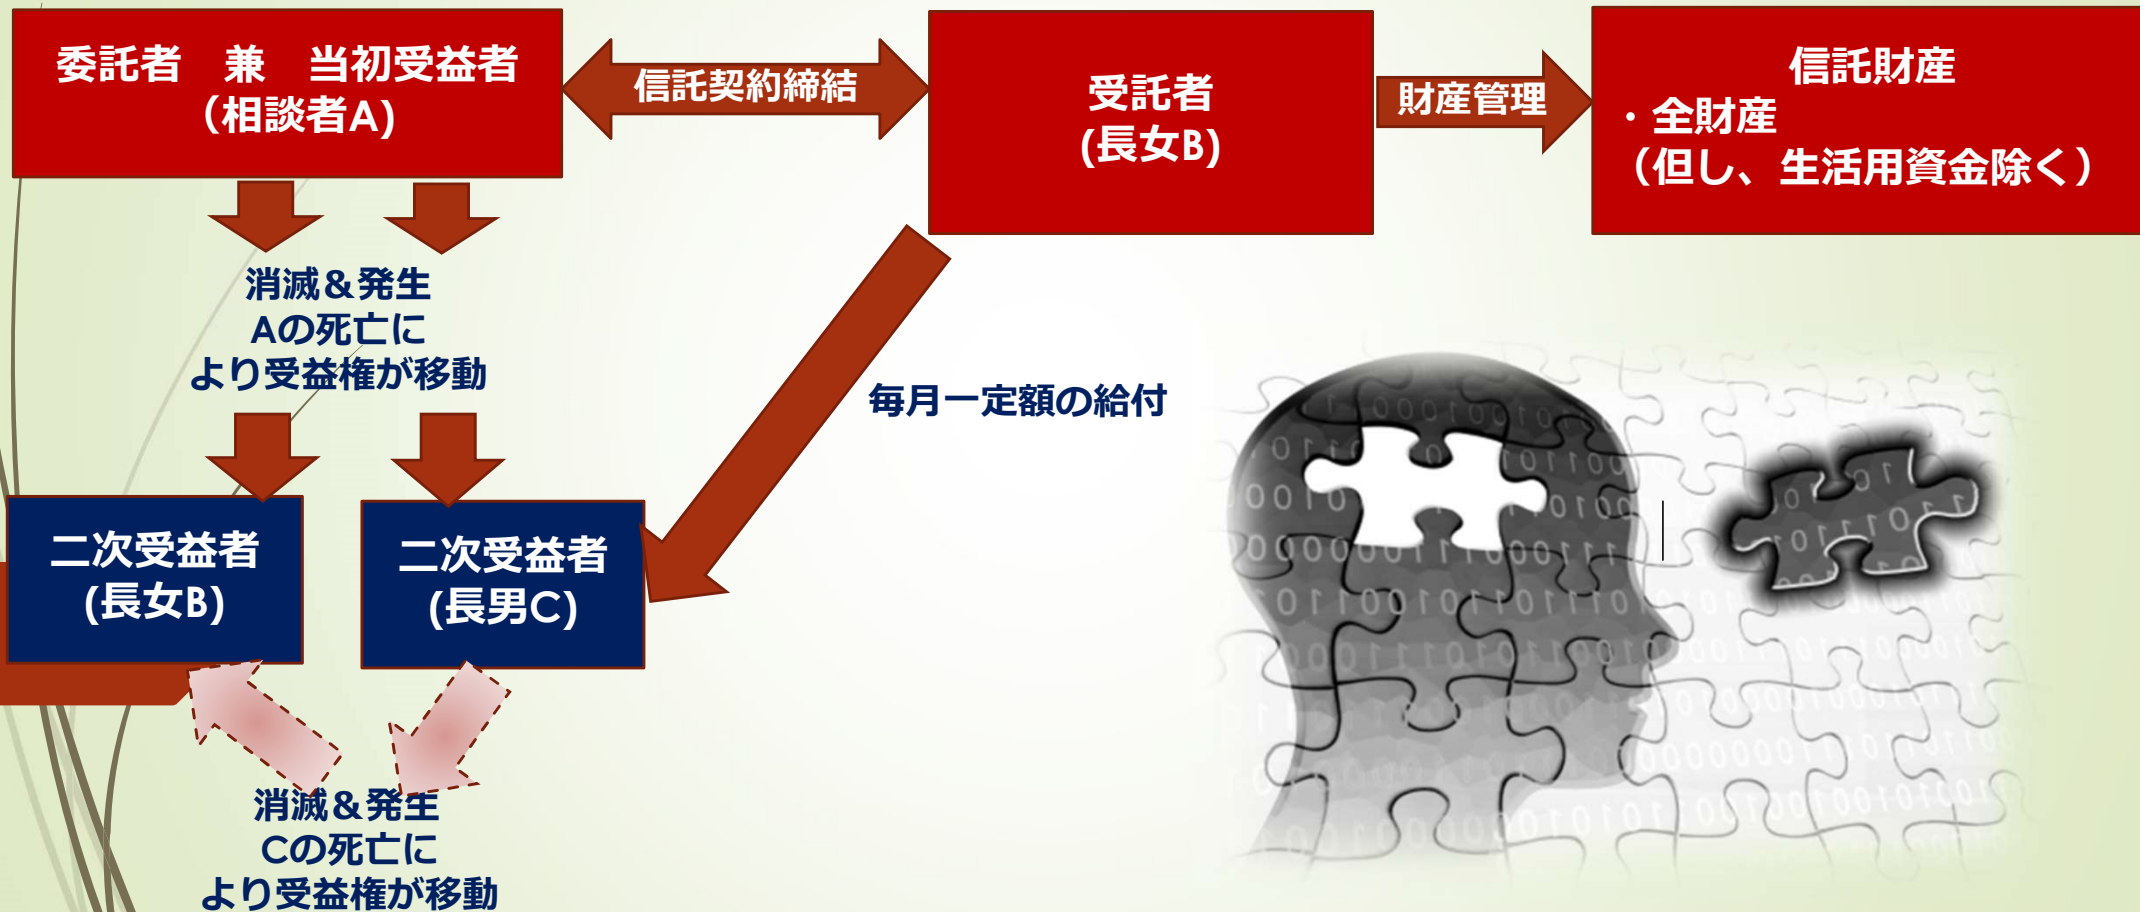 委託者　兼　当初受益者
（相談者A)
信託契約締結
受託者
(長女B)
財産管理
信託財産
・全財産
（但し、生活用資金除く）
消滅＆発生
Aの死亡に
より受益権が移動
毎月一定額の給付
二次受益者
(長女B)
二次受益者
(長男C)
消滅＆発生
Cの死亡に
より受益権が移動